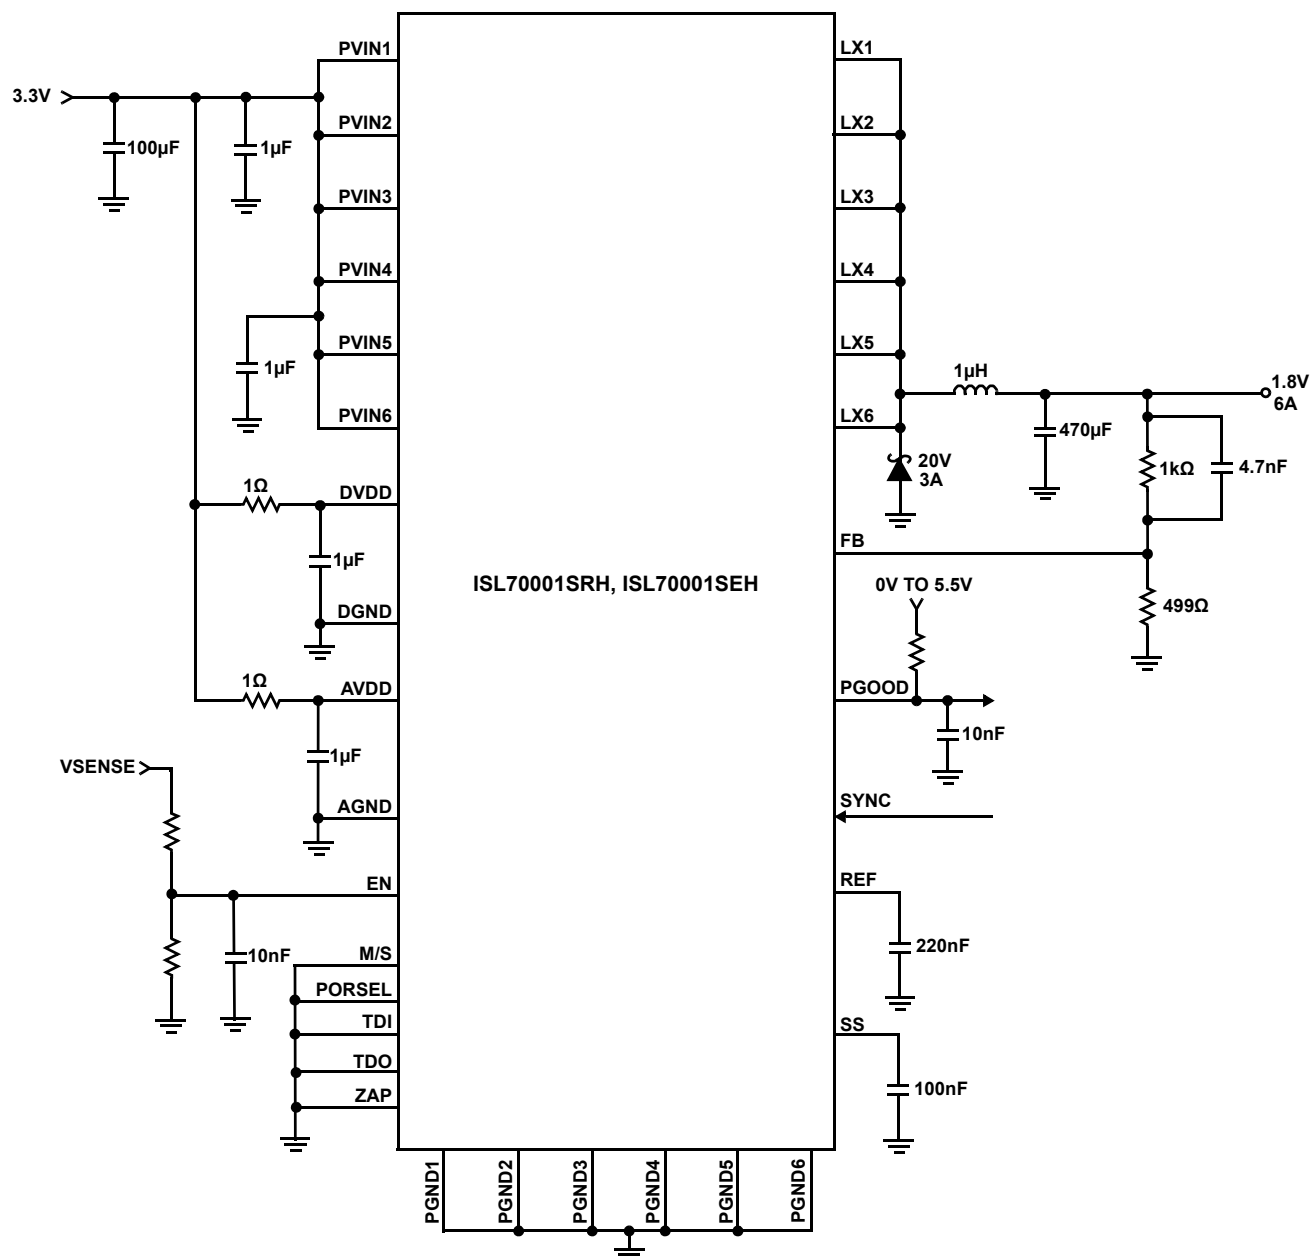 PVIN1
LX1
3.3V
PVIN2
LX2
100µF
1µF
PVIN3
LX3
PVIN4
LX4
PVIN5
LX5
1µF
1µH
1.8V
6A
PVIN6
LX6
470µF
20V
3A
1kΩ
4.7nF
1Ω
DVDD
FB
1µF
ISL70001SRH, ISL70001SEH
0V TO 5.5V
499Ω
DGND
1Ω
AVDD
PGOOD
10nF
1µF
VSENSE
AGND
SYNC
EN
REF
10nF
M/S
220nF
PORSEL
TDI
SS
TDO
ZAP
100nF
PGND1
PGND2
PGND3
PGND4
PGND5
PGND6